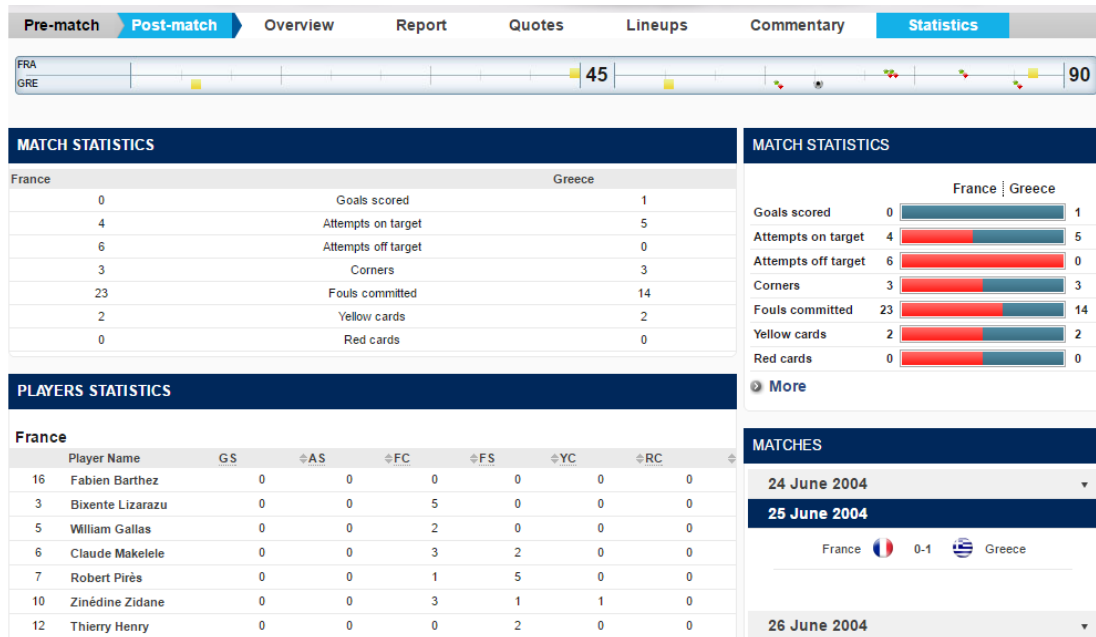 Pre-match Post-match Overview Report Quotes Lineups Commentary Statistics
FRA
GRE
45 90
MATCH STATISTICS
France Greece
0 Goals scored 1
4 Attempts on target 5
6 Attempts off target 0
3 Corners 3
23 Fouls committed 14
2 Yellow cards 2
0 Red cards 0
PLAYERS STATISTICS
France
Player Name GS AS FC FS YC RC
16 Fabien Barthez 0 0 0 0 0 0
3 Bixente Lizarazu 0 0 5 0 0 0
5 William Gallas 0 0 2 0 0 0
6 Claude Makelele 0 0 3 2 0 0
7 Robert Pirès 0 0 1 5 0 0
10 Zinédine Zidane 0 0 3 1 1 0
12 Thierry Henry 0 0 0 2 0 0
MATCH STATISTICS
France Greece
Goals scored 0 1
Attempts on target 4 5
Attempts off target 6 0
Corners 3 3
Fouls committed 23 14
Yellow cards 2 2
Red cards 0 0
More
MATCHES
24 June 2004
25 June 2004
France 0-1 Greece
26 June 2004